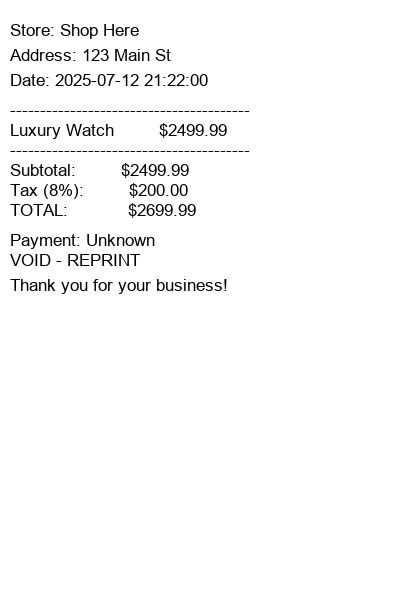 Store: Shop Here
Address: 123 Main St
Date: 2025-07-12 21:22:00
----------------------------------------
Luxury Watch $2499.99
----------------------------------------
Subtotal: $2499.99
Tax (8%): $200.00
TOTAL: $2699.99
Payment: Unknown
VOID - REPRINT
Thank you for your business!